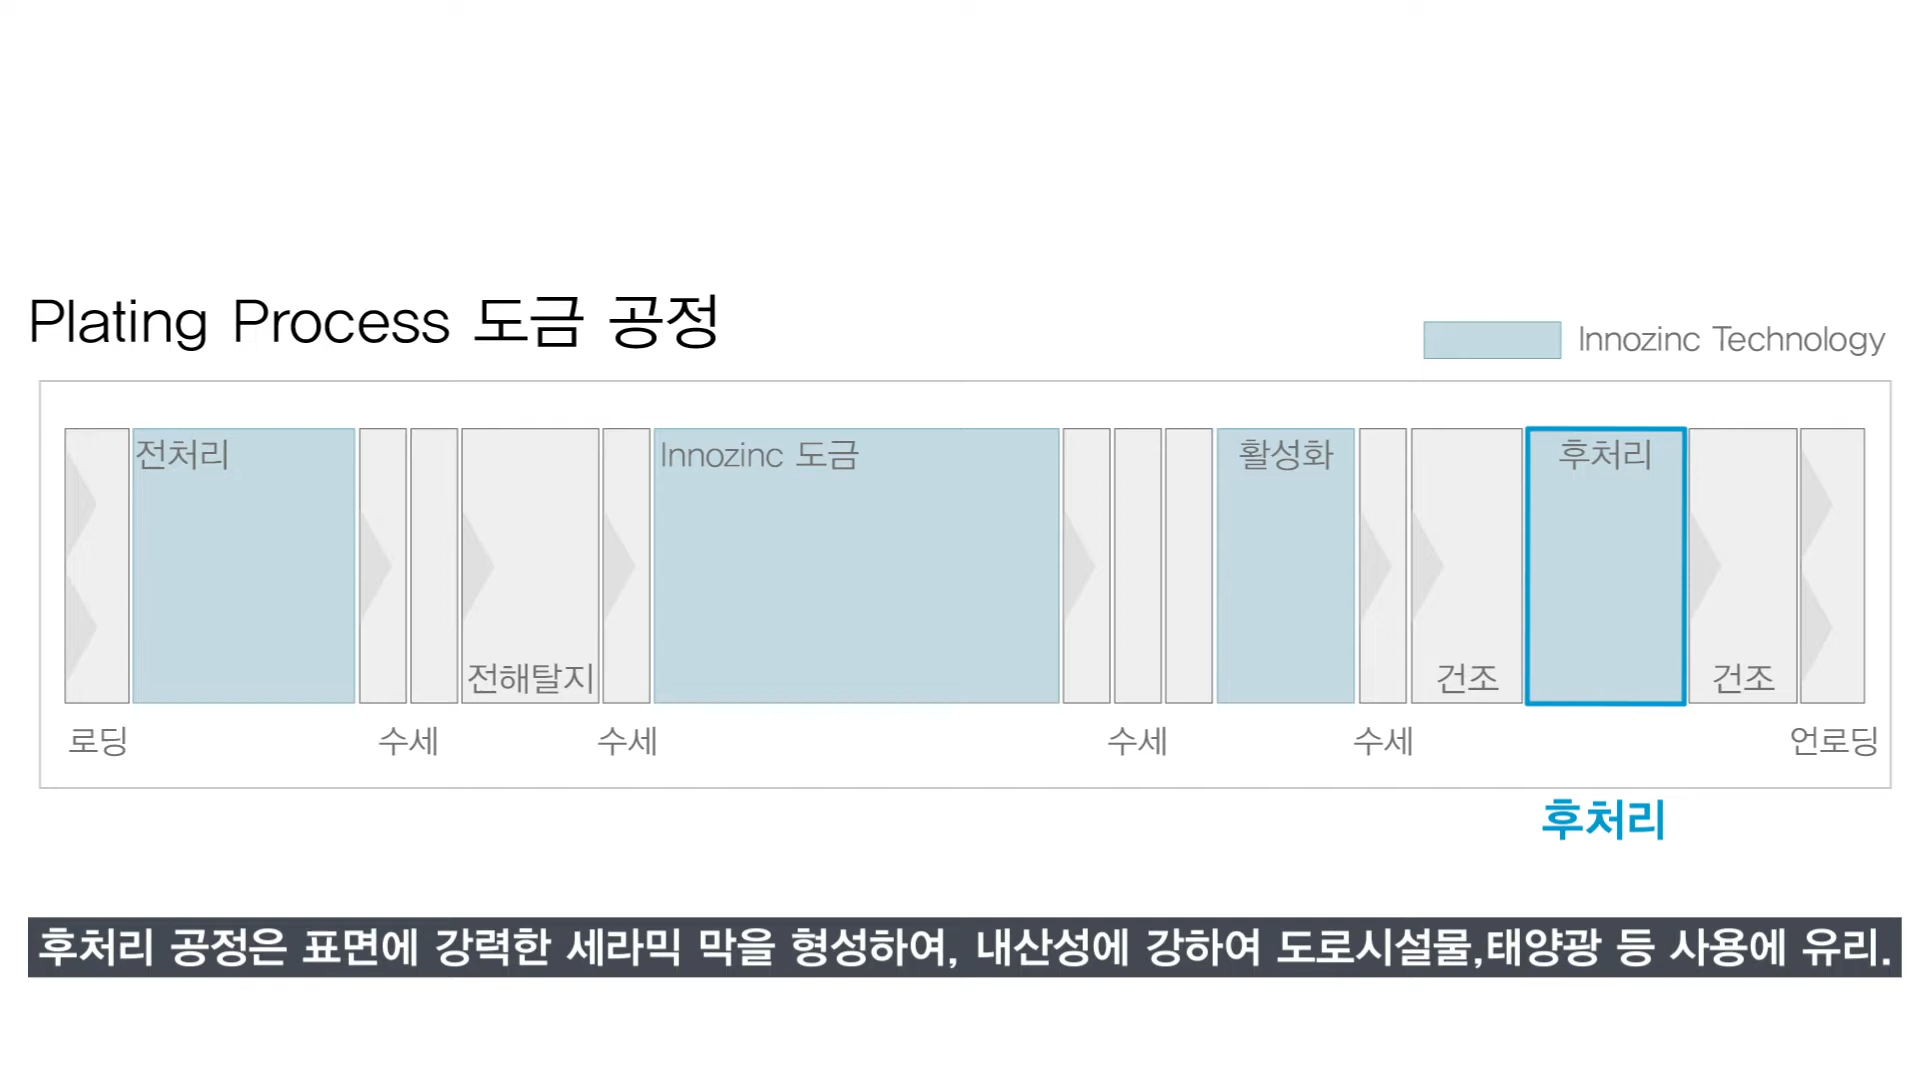 Plating Process 도금 공정
Innozinc Technology
전처리
Innozinc 도금
활성화
후처리
전해탈지
건조
건조
로딩
수세
수세
수세
수세
언로딩
후처리
후처리 공정은 표면에 강력한 세라믹 막을 형성하여, 내산성에 강하여 도로시설물,태양광 등 사용에 유리.